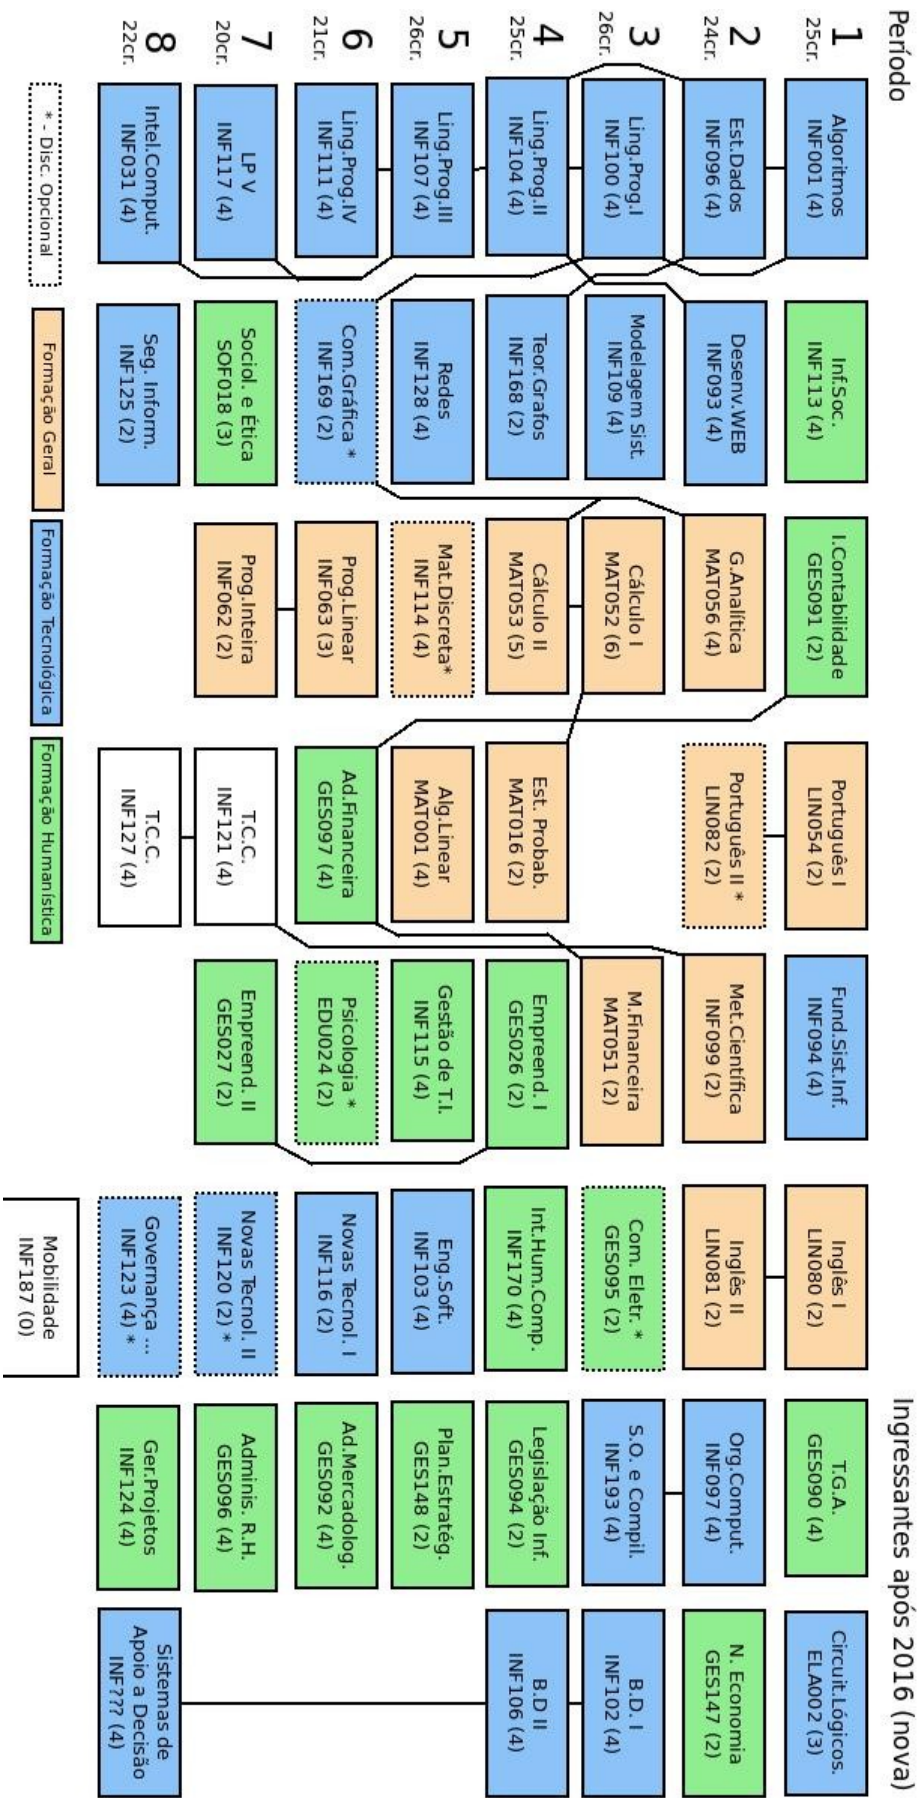 Período
Ingressantes após 2016 (nova)
1
25cr.
Algoritmos
INF001 (4)
Inf.Soc.
INF113 (4)
I.Contabilidade
GES091 (2)
Português I
LIN054 (2)
Fund.Sist.Inf.
INF094 (4)
Inglês I
LIN080 (2)
T.G.A.
GES090 (4)
Circuit.Lógicos.
ELA002 (3)
2
24cr.
Est.Dados
INF096 (4)
Desenv.WEB
INF093 (4)
G.Analítica
MAT056 (4)
Português II *
LIN082 (2)
Met.Científica
INF099 (2)
Inglês II
LIN081 (2)
Org.Comput.
INF097 (4)
N. Economia
GES147 (2)
3
26cr.
Ling.Prog.I
INF100 (4)
Modelagem Sist.
INF109 (4)
Cálculo I
MAT052 (6)
M.Financeira
MAT051 (2)
Com. Eletr. *
GES095 (2)
S.O. e Compil.
INF193 (4)
B.D. I
INF102 (4)
4
25cr.
Ling.Prog.II
INF104 (4)
Teor.Grafos
INF168 (2)
Cálculo II
MAT053 (5)
Est. Probab.
MAT016 (2)
Empreend. I
GES026 (2)
Int.Hum.Comp.
INF170 (4)
Legislação Inf.
GES094 (2)
B.D II
INF106 (4)
5
26cr.
Ling.Prog.III
INF107 (4)
Redes
INF128 (4)
Mat.Discreta*
INF114 (4)
Alg.Linear
MAT001 (4)
Gestão de T.I.
INF115 (4)
Eng.Soft.
INF103 (4)
Plan.Estratég.
GES148 (2)
6
21cr.
Ling.Prog.IV
INF111 (4)
Com.Gráfica *
INF169 (2)
Prog.Linear
INF063 (3)
Ad.Financeira
GES097 (4)
Psicologia *
EDU024 (2)
Novas Tecnol. I
INF116 (2)
Ad.Mercadolog.
GES092 (4)
7
20cr.
LP V
INF117 (4)
Sociol. e Ética
SOF018 (3)
Prog.Inteira
INF062 (2)
T.C.C.
INF121 (4)
Empreend. II
GES027 (2)
Novas Tecnol. II
INF120 (2) *
Adminis. R.H.
GES096 (4)
8
22cr.
Intel.Comput.
INF031 (4)
Seg. Inform.
INF125 (2)
T.C.C.
INF127 (4)
Governança ...
INF123 (4) *
Ger.Projetos
INF124 (4)
Sistemas de
Apoio a Decisão
INF??? (4)
* - Disc. Opcional
Formação Geral
Formação Tecnológica
Formação Humanística
Mobilidade
INF187 (0)